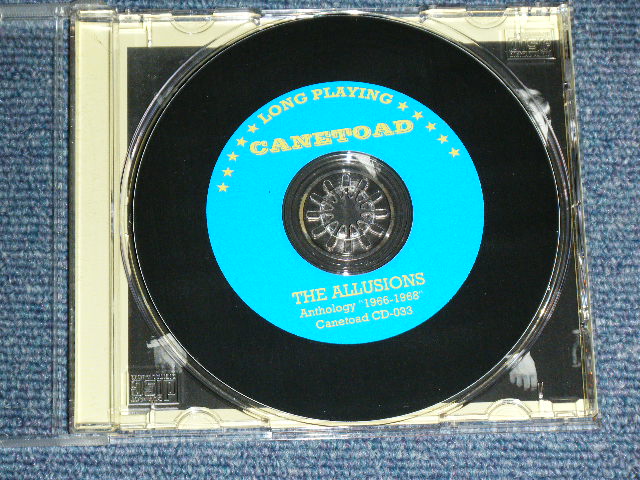 ★★★★★ LONG PLAYING ★★★★★
CANETOAD
THE ALLUSIONS
Anthology "1966-1968"
Canetoad CD-033